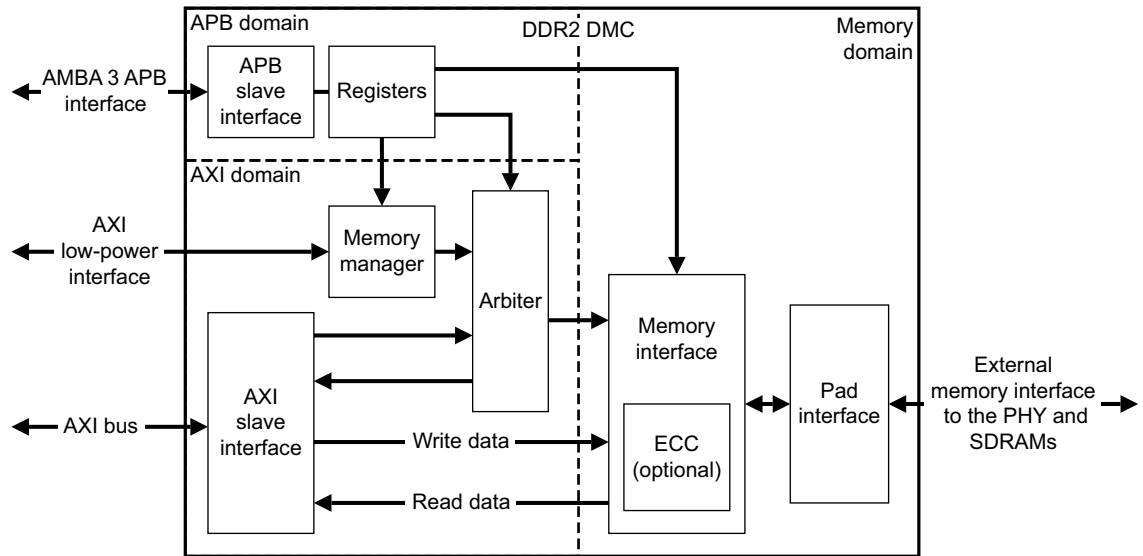 APB domain
DDR2 DMC
Memory
domain
AMBA 3 APB
interface
APB
slave
interface
Registers
AXI domain
AXI
low-power
interface
Memory
manager
Arbiter
Memory
interface
ECC
(optional)
Pad
interface
External
memory interface
to the PHY and
SDRAMs
AXI bus
AXI
slave
interface
Write data
Read data